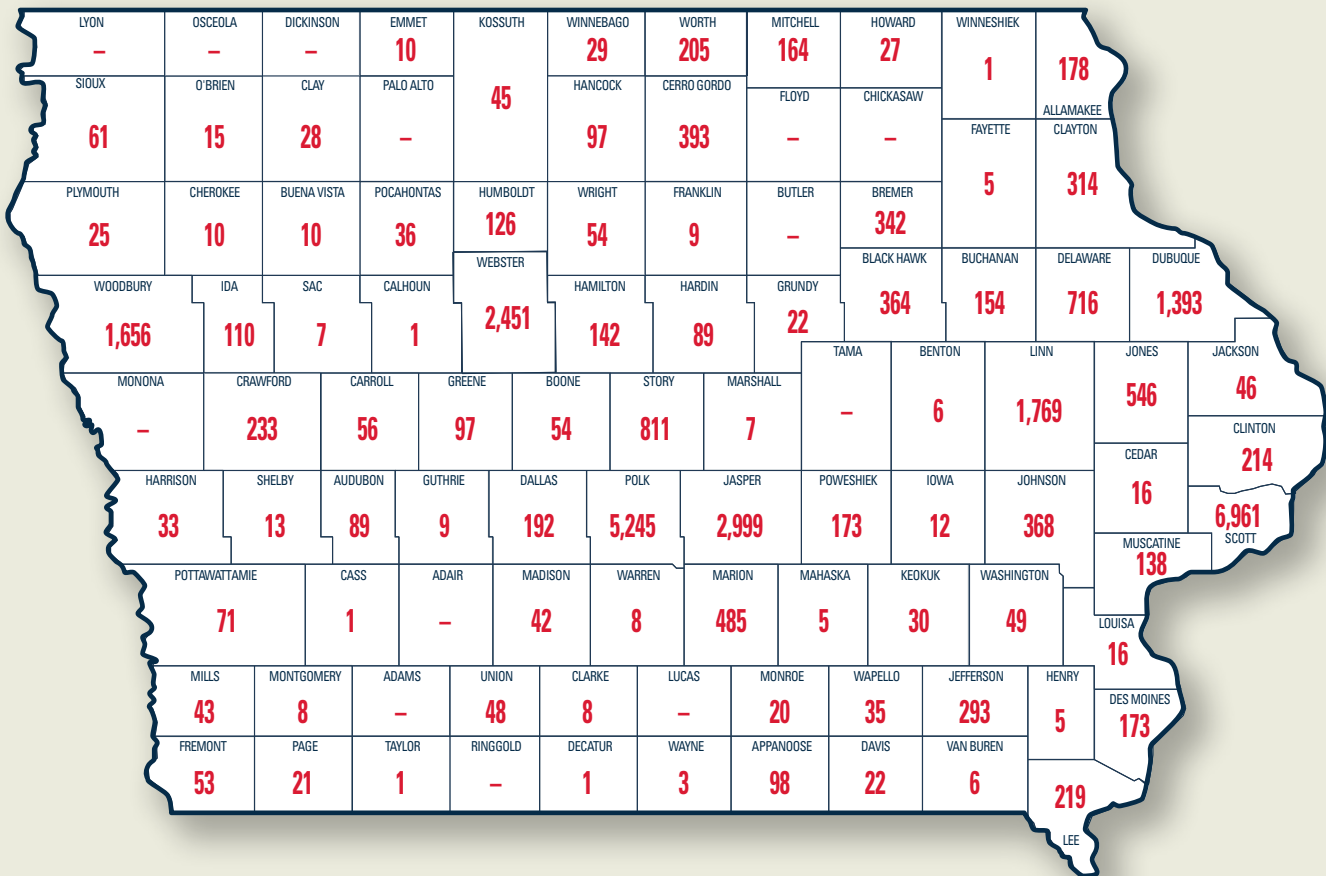 LYON OSCEOLA DICKINSON EMMET KOSSUTH WINNEBAGO WORTH MITCHELL HOWARD WINNESHIEK
– – – 10 45 29 205 164 27 1 178
ALLAMAKEE
SIOUX O'BRIEN CLAY PALO ALTO HANCOCK CERRO GORDO FLOYD CHICKASAW
61 15 28 – 97 393 – –
FAYETTE CLAYTON
5 314
PLYMOUTH CHEROKEE BUENA VISTA POCAHONTAS HUMBOLDT WRIGHT FRANKLIN BUTLER BREMER
25 10 10 36 126 54 9 – 342
WEBSTER BLACK HAWK BUCHANAN DELAWARE DUBUQUE
2,451 364 154 716 1,393
WOODBURY IDA SAC CALHOUN HAMILTON HARDIN GRUNDY
1,656 110 7 1 142 89 22
TAMA BENTON LINN JONES JACKSON
– 6 1,769 546 46
MONONA CRAWFORD CARROLL GREENE BOONE STORY MARSHALL
– 233 56 97 54 811 7
CLINTON
214
CEDAR
16
HARRISON SHELBY AUDUBON GUTHRIE DALLAS POLK JASPER POWESHIEK IOWA JOHNSON
33 13 89 9 192 5,245 2,999 173 12 368
6,961
SCOTT
MUSCATINE
138
POTTAWATTAMIE CASS ADAIR MADISON WARREN MARION MAHASKA KEOKUK WASHINGTON
71 1 – 42 8 485 5 30 49
LOUISA
16
MILLS MONTGOMERY ADAMS UNION CLARKE LUCAS MONROE WAPELLO JEFFERSON HENRY
43 8 – 48 8 – 20 35 293 5
DES MOINES
173
FREMONT PAGE TAYLOR RINGGOLD DECATUR WAYNE APPANOOSE DAVIS VAN BUREN
53 21 1 – 1 3 98 22 6
219
LEE